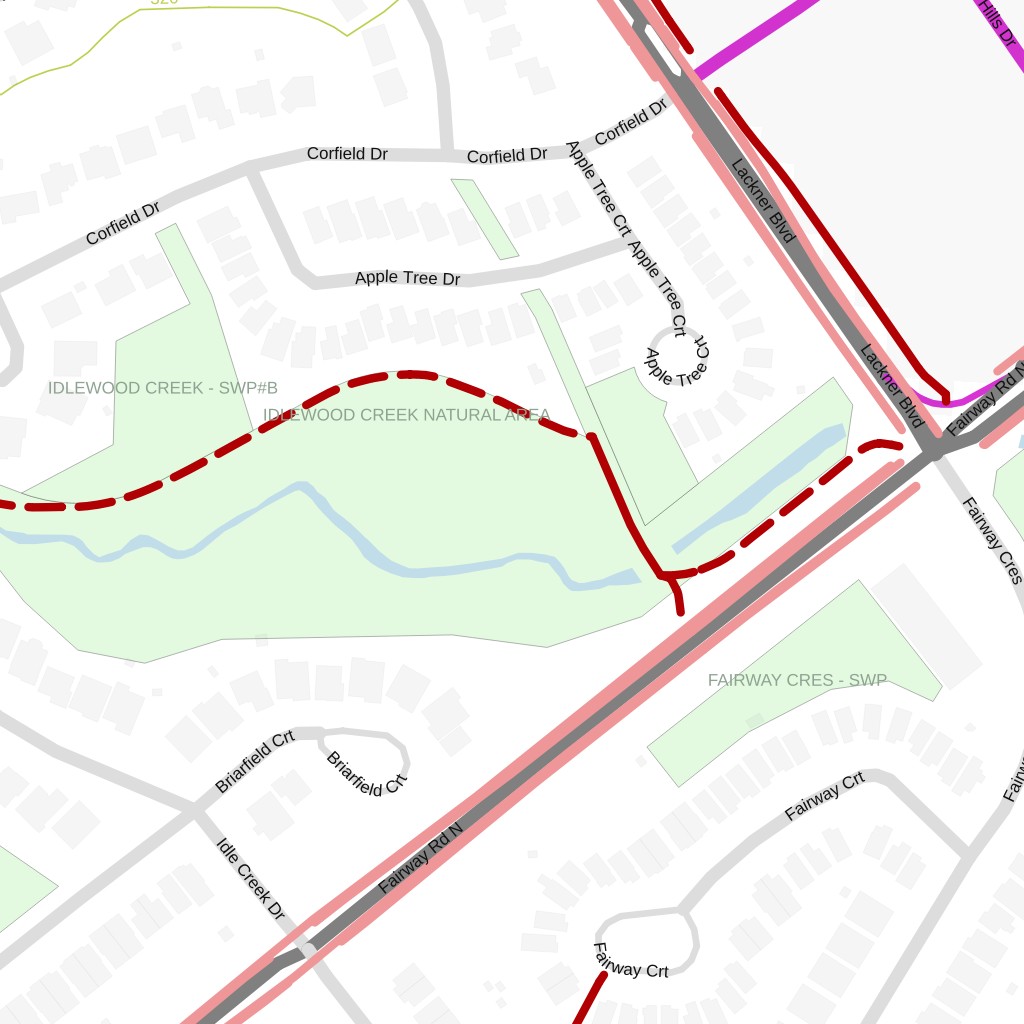 320
Hills Dr
Corfield Dr
Corfield Dr
Corfield Dr
Corfield Dr
Apple Tree Crt
Apple Tree Crt
Apple Tree Crt
Apple Tree Dr
Lackner Blvd
Lackner Blvd
Fairway Rd N
IDLEWOOD CREEK - SWP#B
IDLEWOOD CREEK NATURAL AREA
Fairway Cres
FAIRWAY CRES - SWP
Briarfield Crt
Briarfield Crt
Fairway Crt
Fairway Rd N
Idle Creek Dr
Fairway Crt